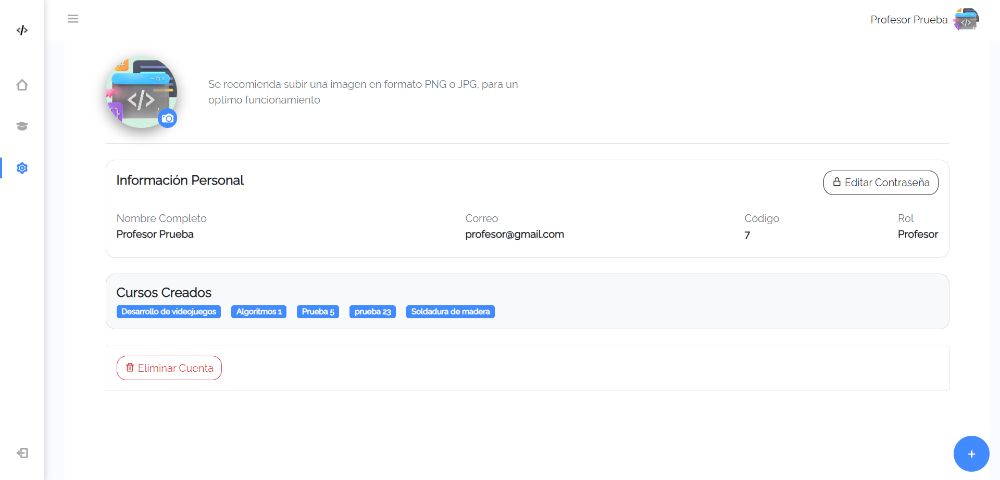 </>
Profesor Prueba
Se recomienda subir una imagen en formato PNG o JPG, para un
optimo funcionamiento
Información Personal
Editar Contraseña
Nombre Completo
Profesor Prueba
Correo
profesor@gmail.com
Código
7
Rol
Profesor
Cursos Creados
Desarrollo de videojuegos Algoritmos 1 Prueba 5 prueba 23 Soldadura de madera
Eliminar Cuenta
+